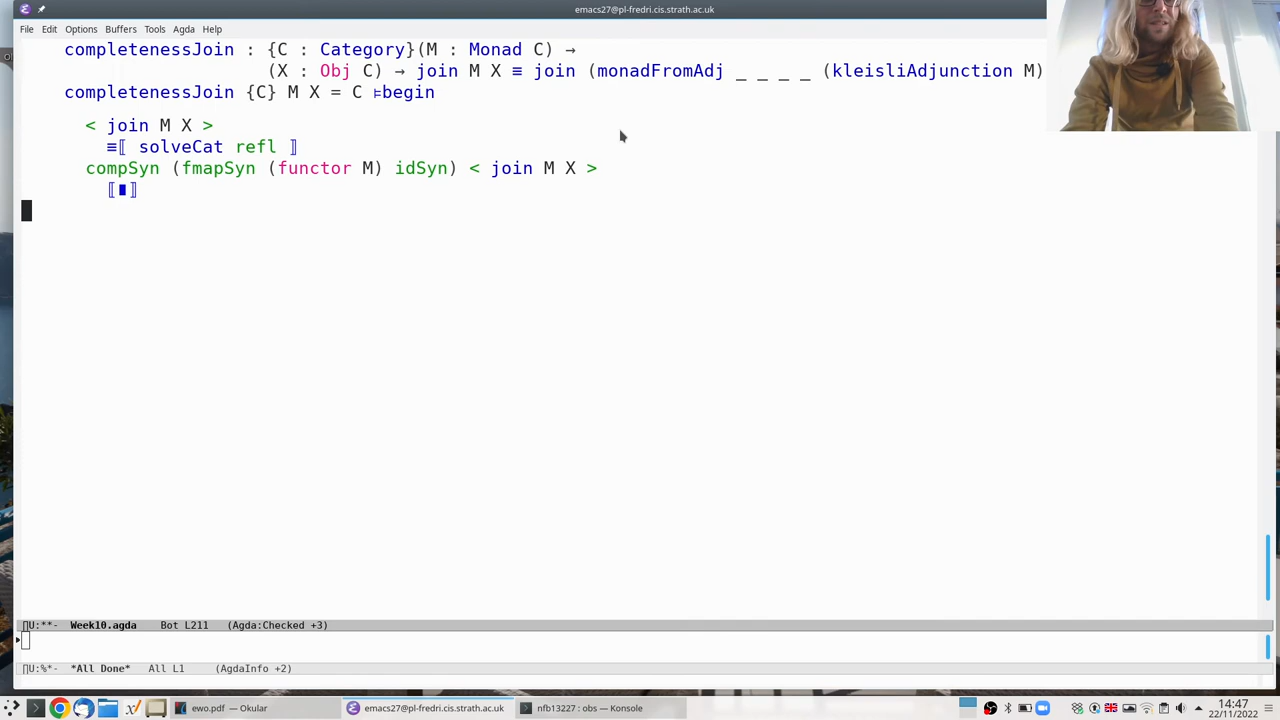 emacs27@pl-fredri.cis.strath.ac.uk
File Edit Options Buffers Tools Agda Help
completenessJoin : {C : Category}(M : Monad C) →
(X : Obj C) → join M X ≡ join (monadFromAdj _ _ _ _ (kleisliAdjunction M)
completenessJoin {C} M X = C ⊧begin
< join M X >
≡⟦ solveCat refl ⟧
compSyn (fmapSyn (functor M) idSyn) < join M X >
⟦∎⟧
∏U:**- Week10.agda Bot L211 (Agda:Checked +3)
∏U:%*- *All Done* All L1 (AgdaInfo +2)
ewo.pdf — Okular
emacs27@pl-fredri.cis.strath.ac.uk
nfb13227 : obs — Konsole
14:47
22/11/2022